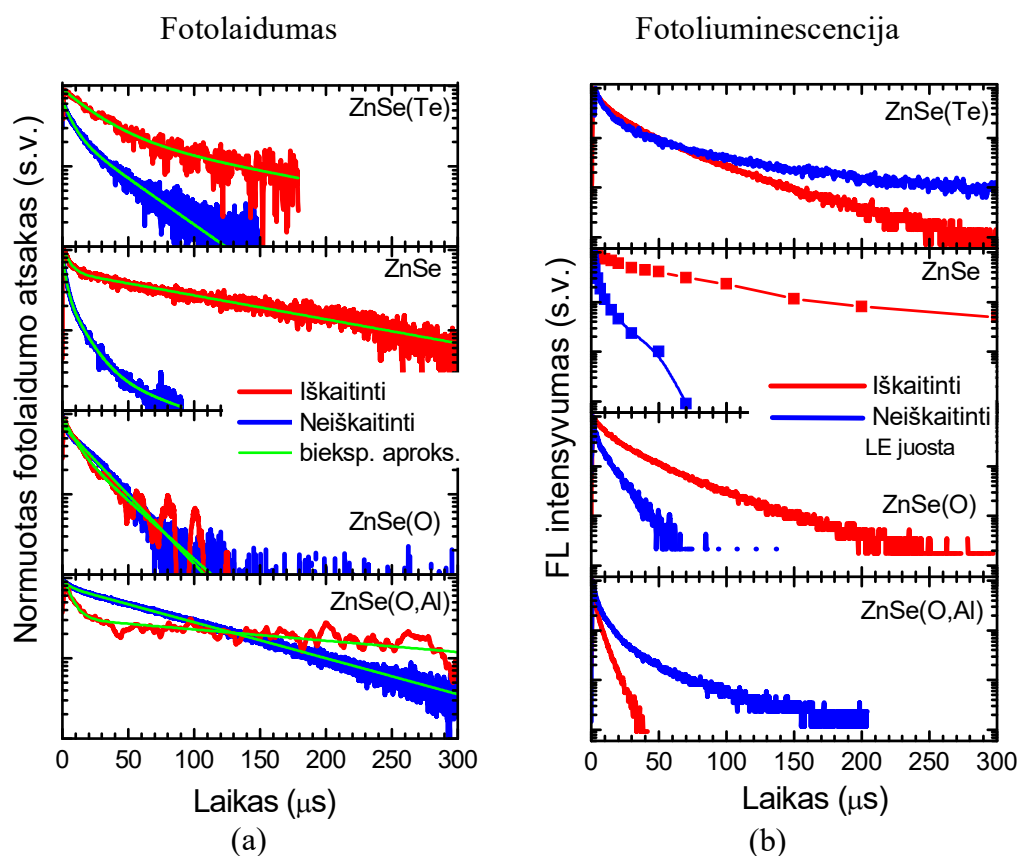 Fotolaidumas
Fotoliuminescencija
Normuotas fotolaidumo atsakas (s.v.)
ZnSe(Te)
ZnSe
Iškaitinti
Neiškaitinti
bieksp. aproks.
ZnSe(O)
ZnSe(O,Al)
0 50 100 150 200 250 300
Laikas (μs)
(a)
FL intensyvumas (s.v.)
ZnSe(Te)
ZnSe
Iškaitinti
Neiškaitinti
LE juosta
ZnSe(O)
ZnSe(O,Al)
0 50 100 150 200 250 300
Laikas (μs)
(b)